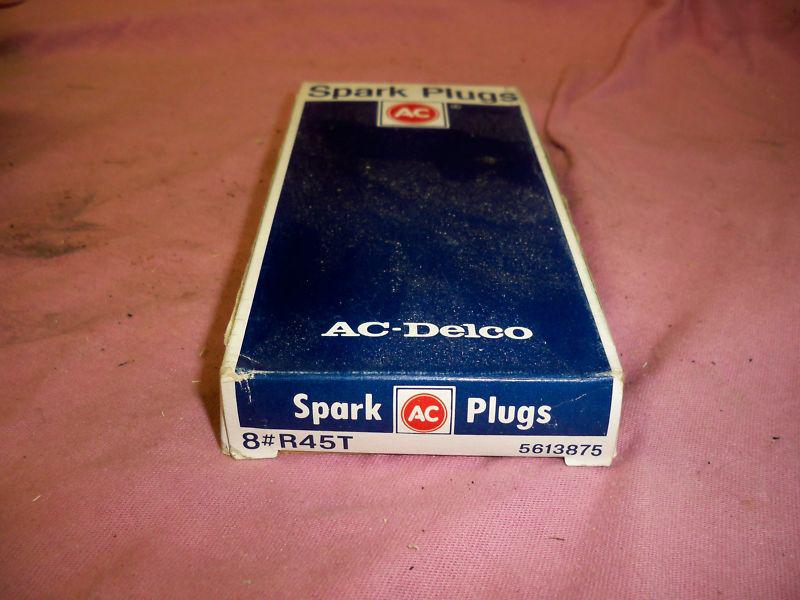 Spark Plugs
AC ®
AC-Delco
Spark AC Plugs
8#R45T 5613875